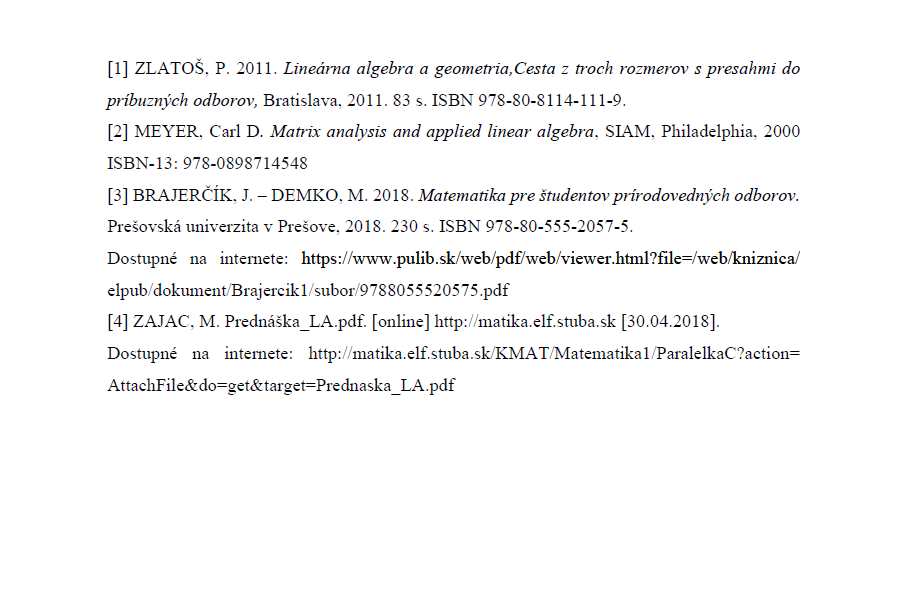 [1] ZLATOŠ, P. 2011. Lineárna algebra a geometria,Cesta z troch rozmerov s presahmi do
príbuzných odborov, Bratislava, 2011. 83 s. ISBN 978-80-8114-111-9.
[2] MEYER, Carl D. Matrix analysis and applied linear algebra, SIAM, Philadelphia, 2000
ISBN-13: 978-0898714548
[3] BRAJERČÍK, J. – DEMKO, M. 2018. Matematika pre študentov prírodovedných odborov.
Prešovská univerzita v Prešove, 2018. 230 s. ISBN 978-80-555-2057-5.
Dostupné na internete: https://www.pulib.sk/web/pdf/web/viewer.html?file=/web/kniznica/
elpub/dokument/Brajercik1/subor/9788055520575.pdf
[4] ZAJAC, M. Prednáška_LA.pdf. [online] http://matika.elf.stuba.sk [30.04.2018].
Dostupné na internete: http://matika.elf.stuba.sk/KMAT/Matematika1/ParalelkaC?action=
AttachFile&do=get&target=Prednaska_LA.pdf